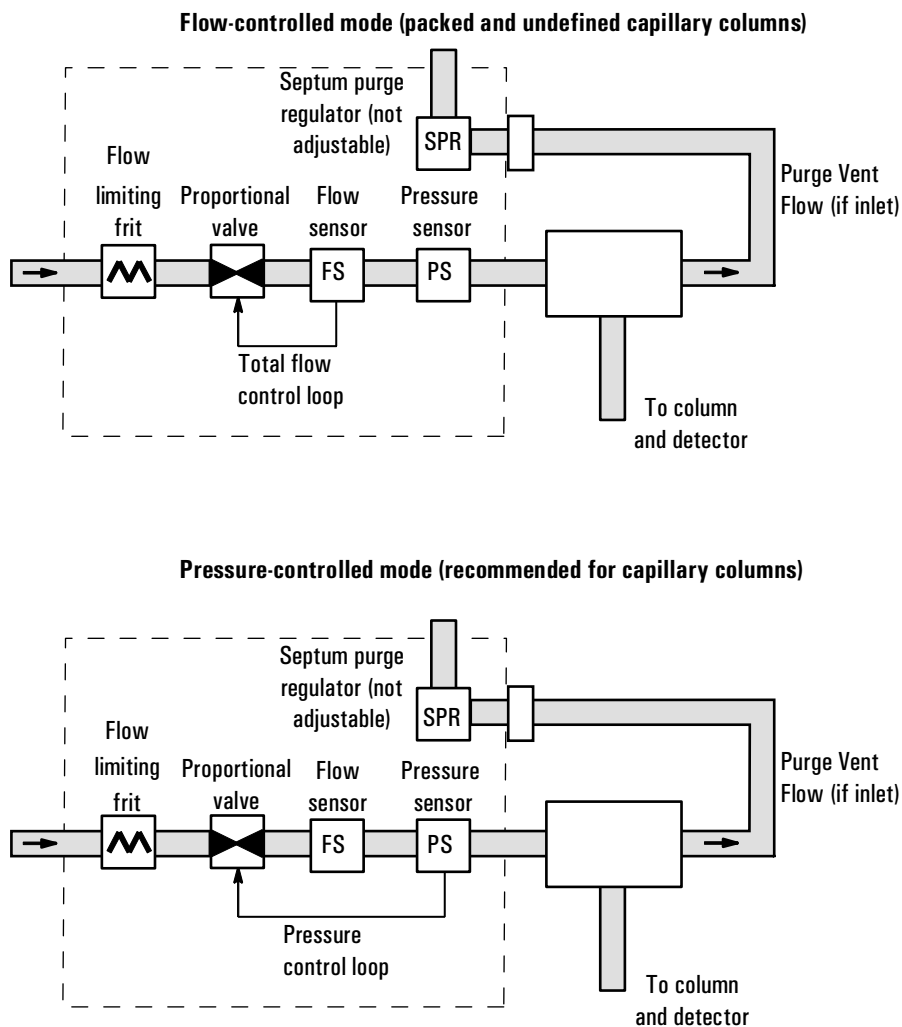 Flow-controlled mode (packed and undefined capillary columns)
Septum purge
regulator (not
adjustable)
SPR
Purge Vent
Flow (if inlet)
Flow
limiting
frit
Proportional
valve
Flow
sensor
Pressure
sensor
FS
PS
Total flow
control loop
To column
and detector
Pressure-controlled mode (recommended for capillary columns)
Septum purge
regulator (not
adjustable)
SPR
Purge Vent
Flow (if inlet)
Flow
limiting
frit
Proportional
valve
Flow
sensor
Pressure
sensor
FS
PS
Pressure
control loop
To column
and detector